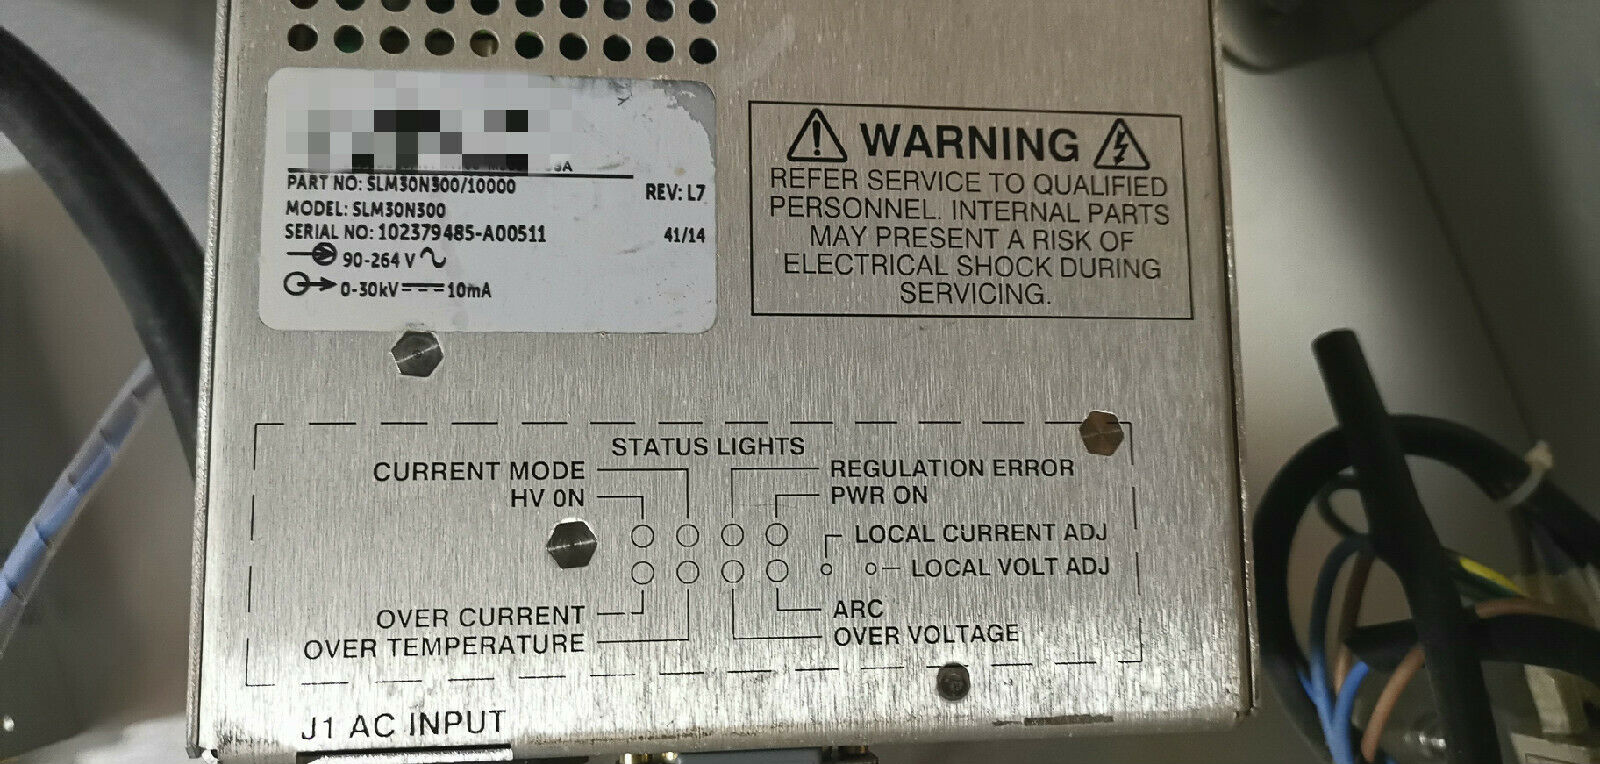 PART NO: SLM30N300/10000
REV: L7
MODEL: SLM30N300
SERIAL NO: 102379485-A00511
41/14
90-264 V
0-30kV 10mA
WARNING
REFER SERVICE TO QUALIFIED
PERSONNEL. INTERNAL PARTS
MAY PRESENT A RISK OF
ELECTRICAL SHOCK DURING
SERVICING.
STATUS LIGHTS
CURRENT MODE
REGULATION ERROR
HV ON
PWR ON
LOCAL CURRENT ADJ
LOCAL VOLT ADJ
OVER CURRENT
ARC
OVER TEMPERATURE
OVER VOLTAGE
J1 AC INPUT